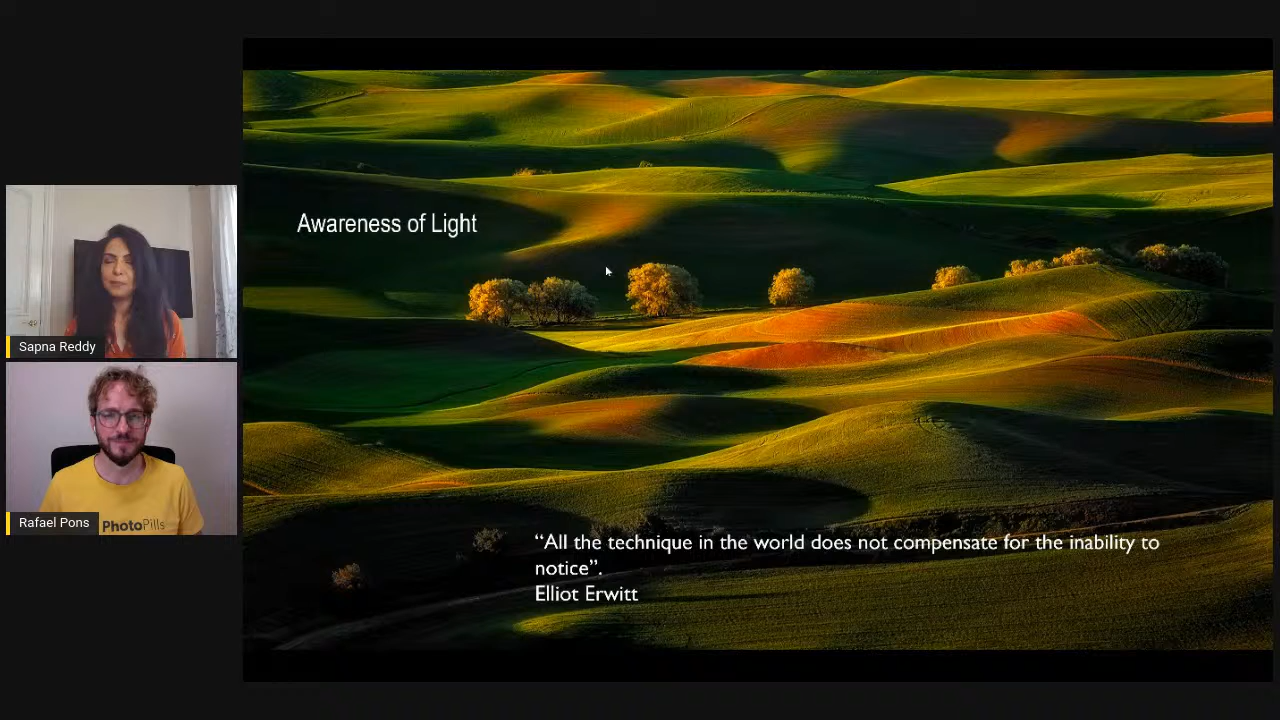 Awareness of Light
Sapna Reddy
Rafael Pons
PhotoPills
“All the technique in the world does not compensate for the inability to
notice”.
Elliot Erwitt